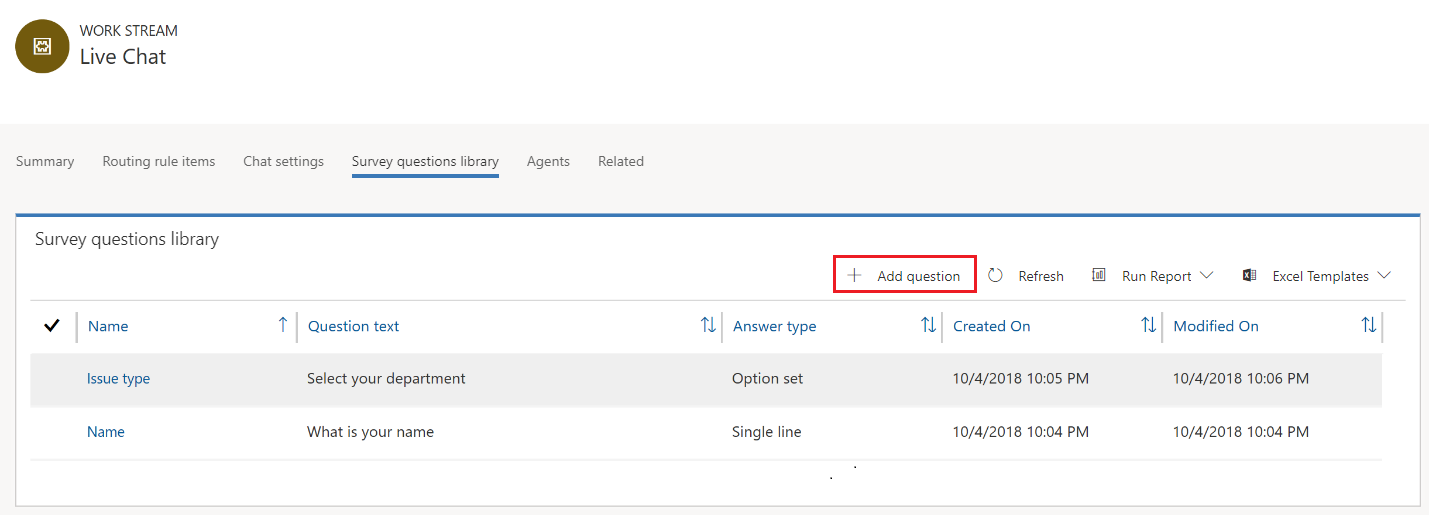 WORK STREAM
Live Chat
Summary Routing rule items Chat settings Survey questions library Agents Related
Survey questions library
Add question Refresh Run Report Excel Templates
Name Question text Answer type Created On Modified On
Issue type Select your department Option set 10/4/2018 10:05 PM 10/4/2018 10:06 PM
Name What is your name Single line 10/4/2018 10:04 PM 10/4/2018 10:04 PM